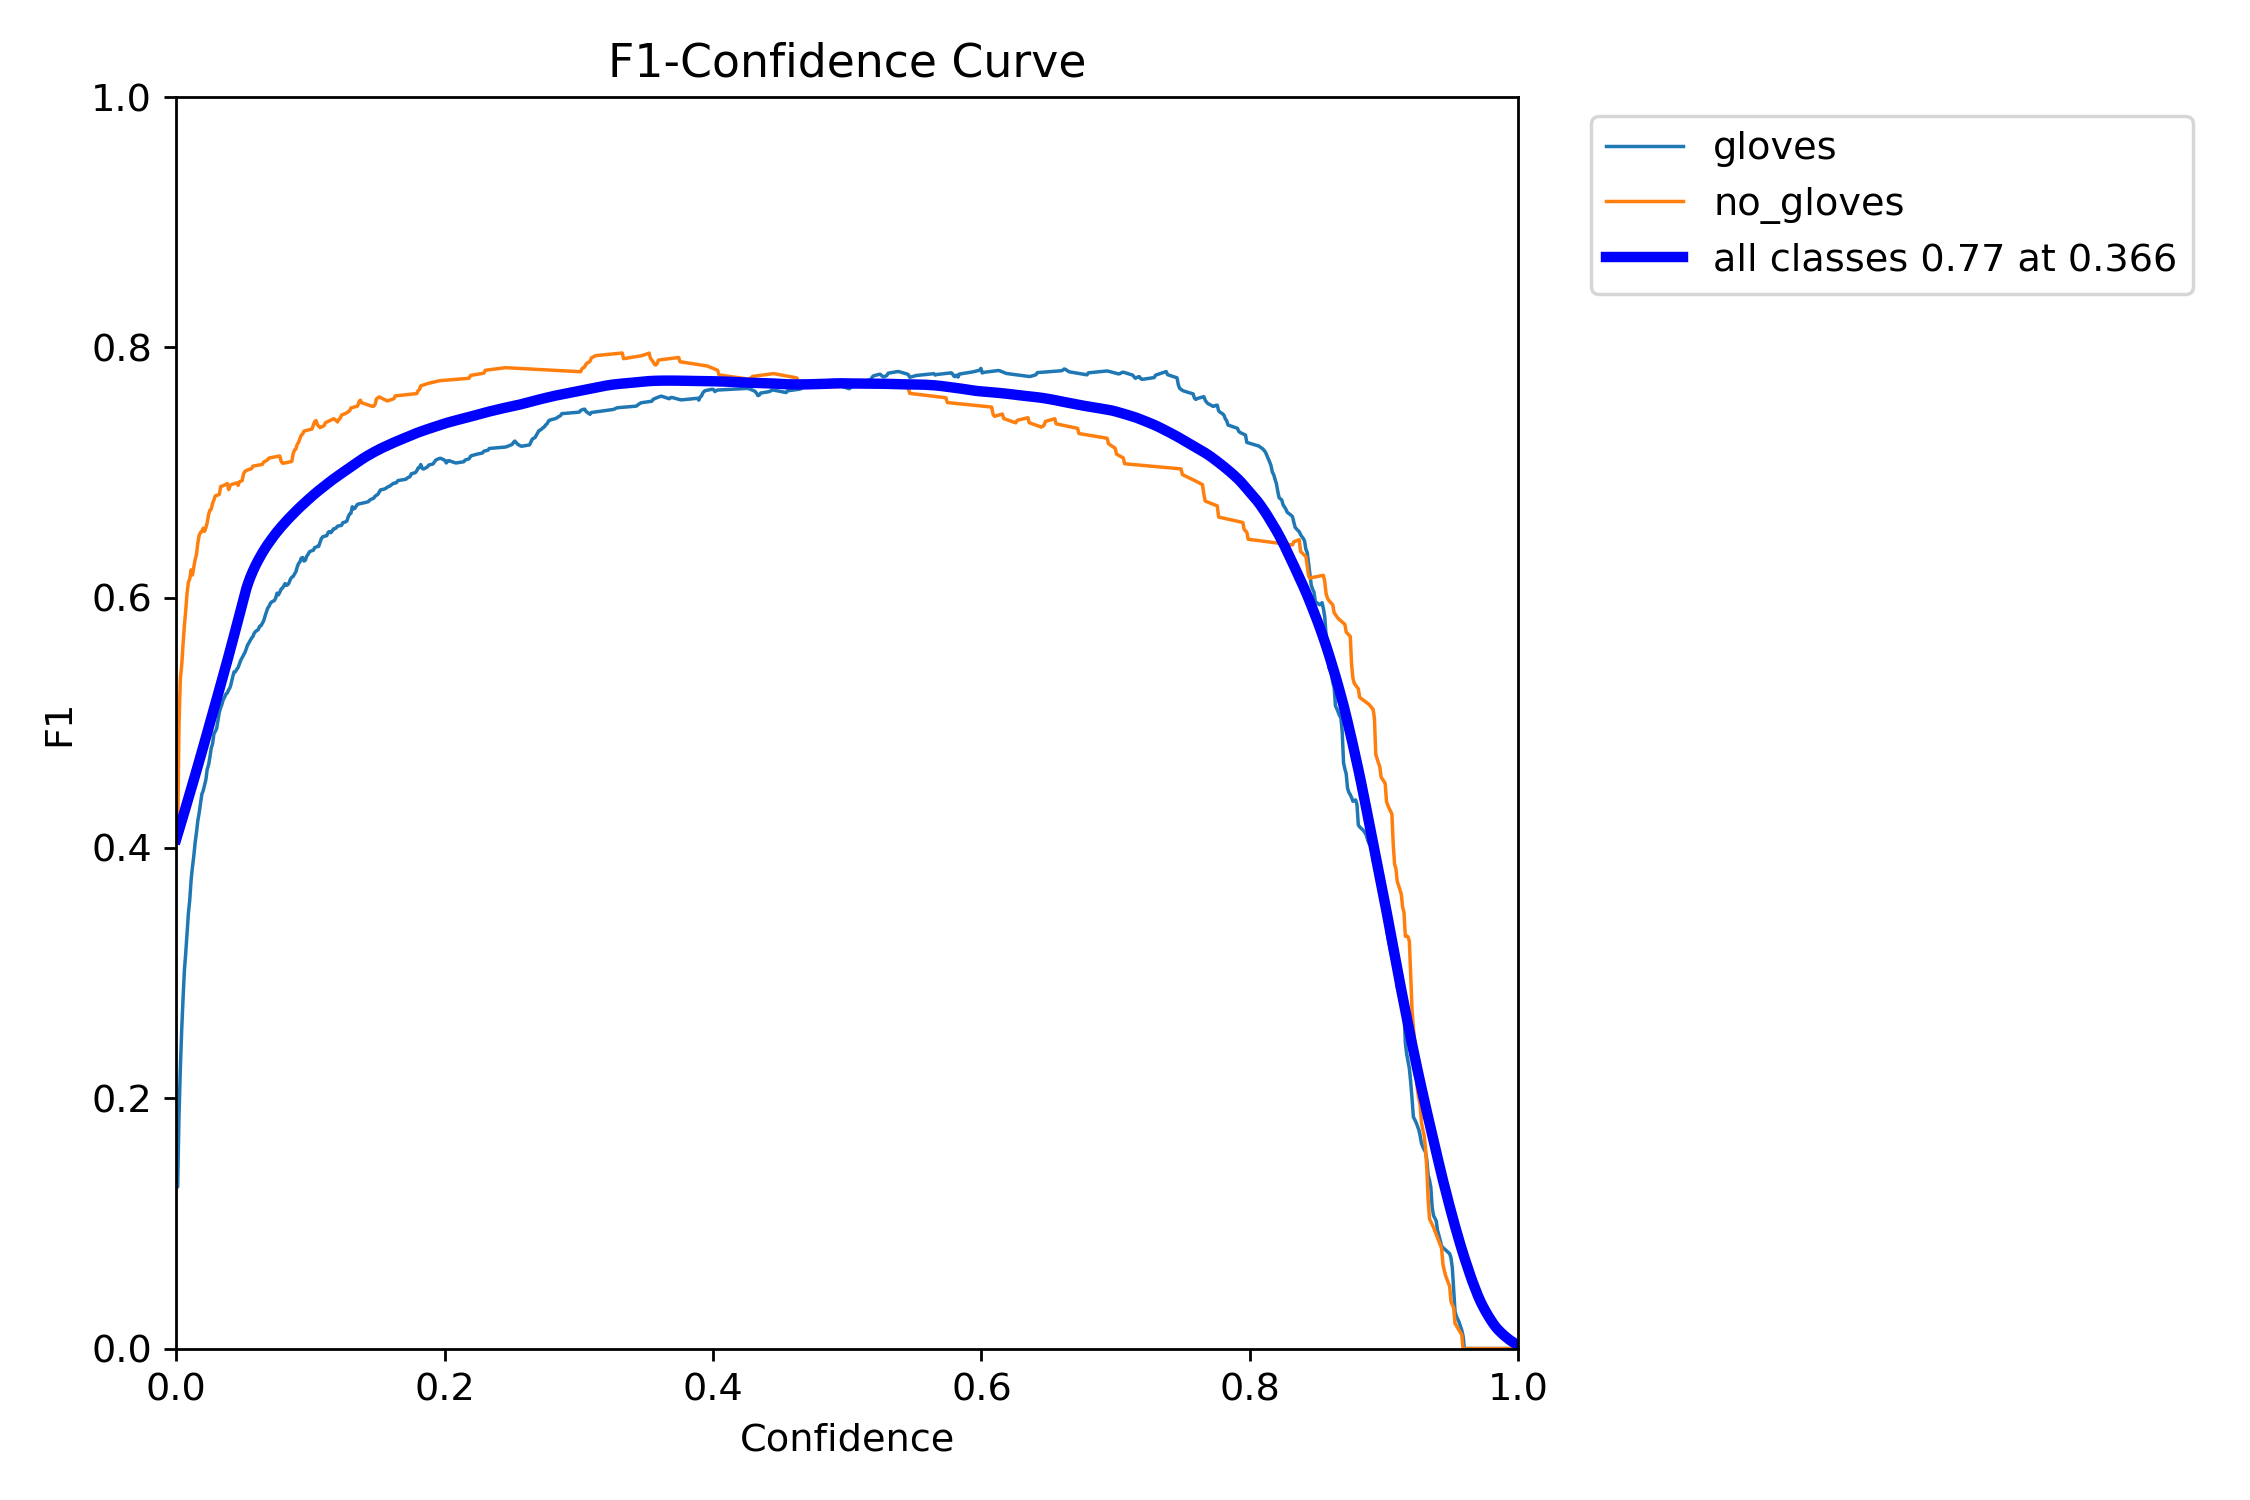 F1-Confidence Curve
1.0
0.8
0.6
0.4
0.2
0.0
F1
0.0 0.2 0.4 0.6 0.8 1.0
Confidence
gloves
no_gloves
all classes 0.77 at 0.366